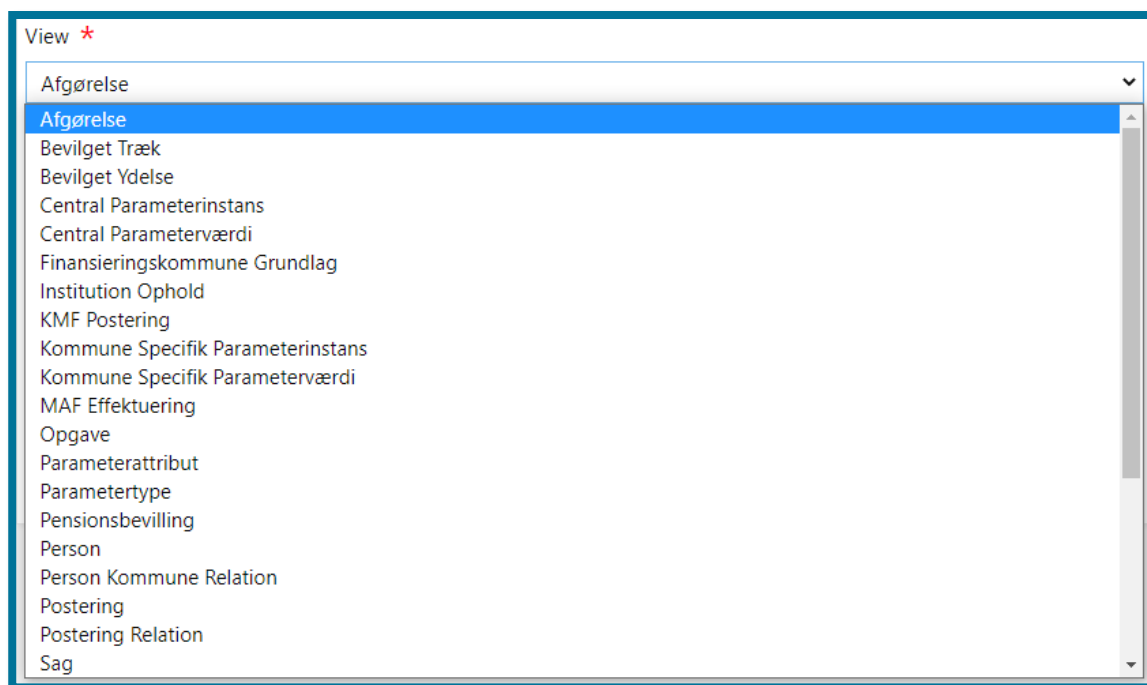 View *
Afgørelse
Afgørelse
Bevilget Træk
Bevilget Ydelse
Central Parameterinstans
Central Parameterværdi
Finansieringskommune Grundlag
Institution Ophold
KMF Postering
Kommune Specifik Parameterinstans
Kommune Specifik Parameterværdi
MAF Effektuering
Opgave
Parameterattribut
Parametertype
Pensionsbevilling
Person
Person Kommune Relation
Postering
Postering Relation
Sag